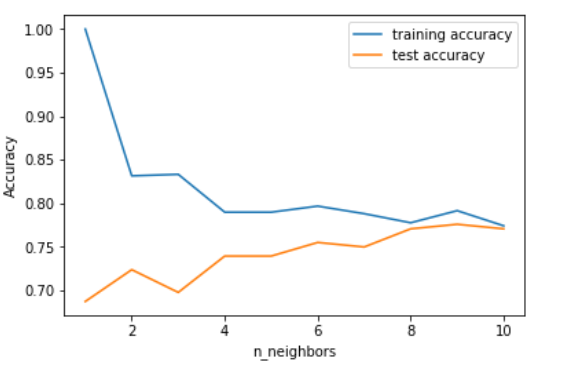 training accuracy
test accuracy
1.00
0.95
0.90
0.85
0.80
0.75
0.70
Accuracy
2 4 6 8 10
n_neighbors